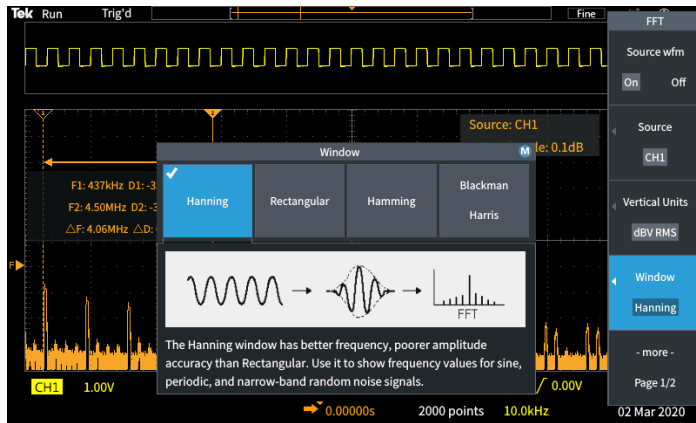 Tek Run Trig'd Fine
FFT
Source wfm
On Off
Source
CH1
Vertical Units
dBV RMS
Window
Hanning
- more -
Page 1/2
Source: CH1
le: 0.1dB
F1: 437kHz D1: -3
F2: 4.50MHz D2: -3
△F: 4.06MHz △D:
F
Window M
Hanning
Rectangular
Hamming
Blackman
Harris
FFT
The Hanning window has better frequency, poorer amplitude
accuracy than Rectangular. Use it to show frequency values for sine,
periodic, and narrow-band random noise signals.
CH1 1.00V
/ 0.00V
0.00000s 2000 points 10.0kHz 02 Mar 2020